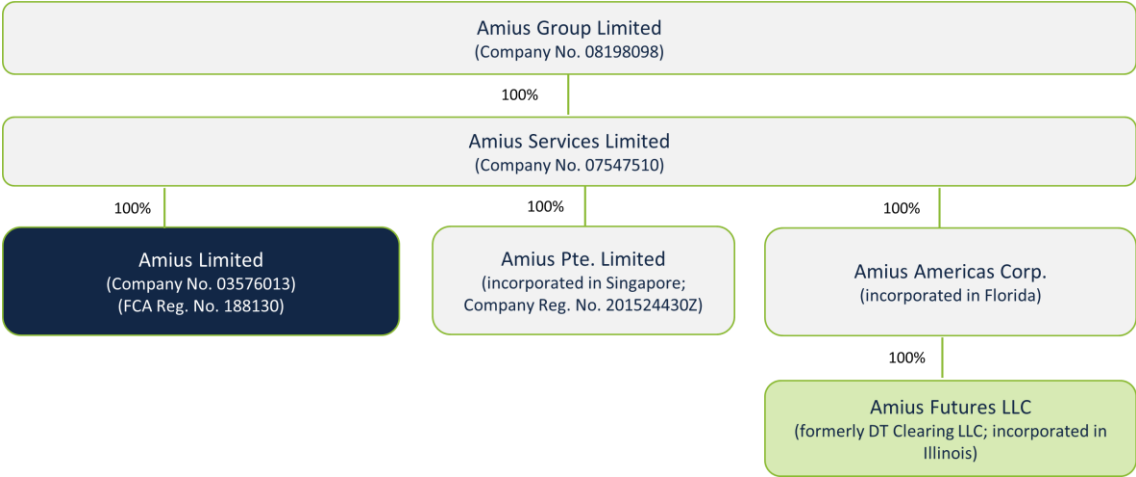 Amius Group Limited
(Company No. 08198098)
100%
Amius Services Limited
(Company No. 07547510)
100%
100%
100%
Amius Limited
(Company No. 03576013)
(FCA Reg. No. 188130)
Amius Pte. Limited
(incorporated in Singapore;
Company Reg. No. 201524430Z)
Amius Americas Corp.
(incorporated in Florida)
100%
Amius Futures LLC
(formerly DT Clearing LLC; incorporated in
Illinois)